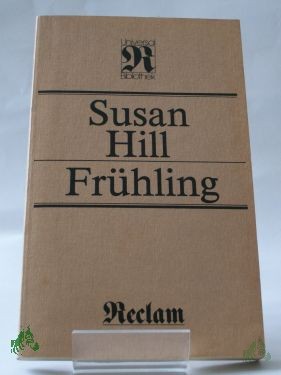 Universal
R
Bibliothek
Susan
Hill
Frühling
Reclam